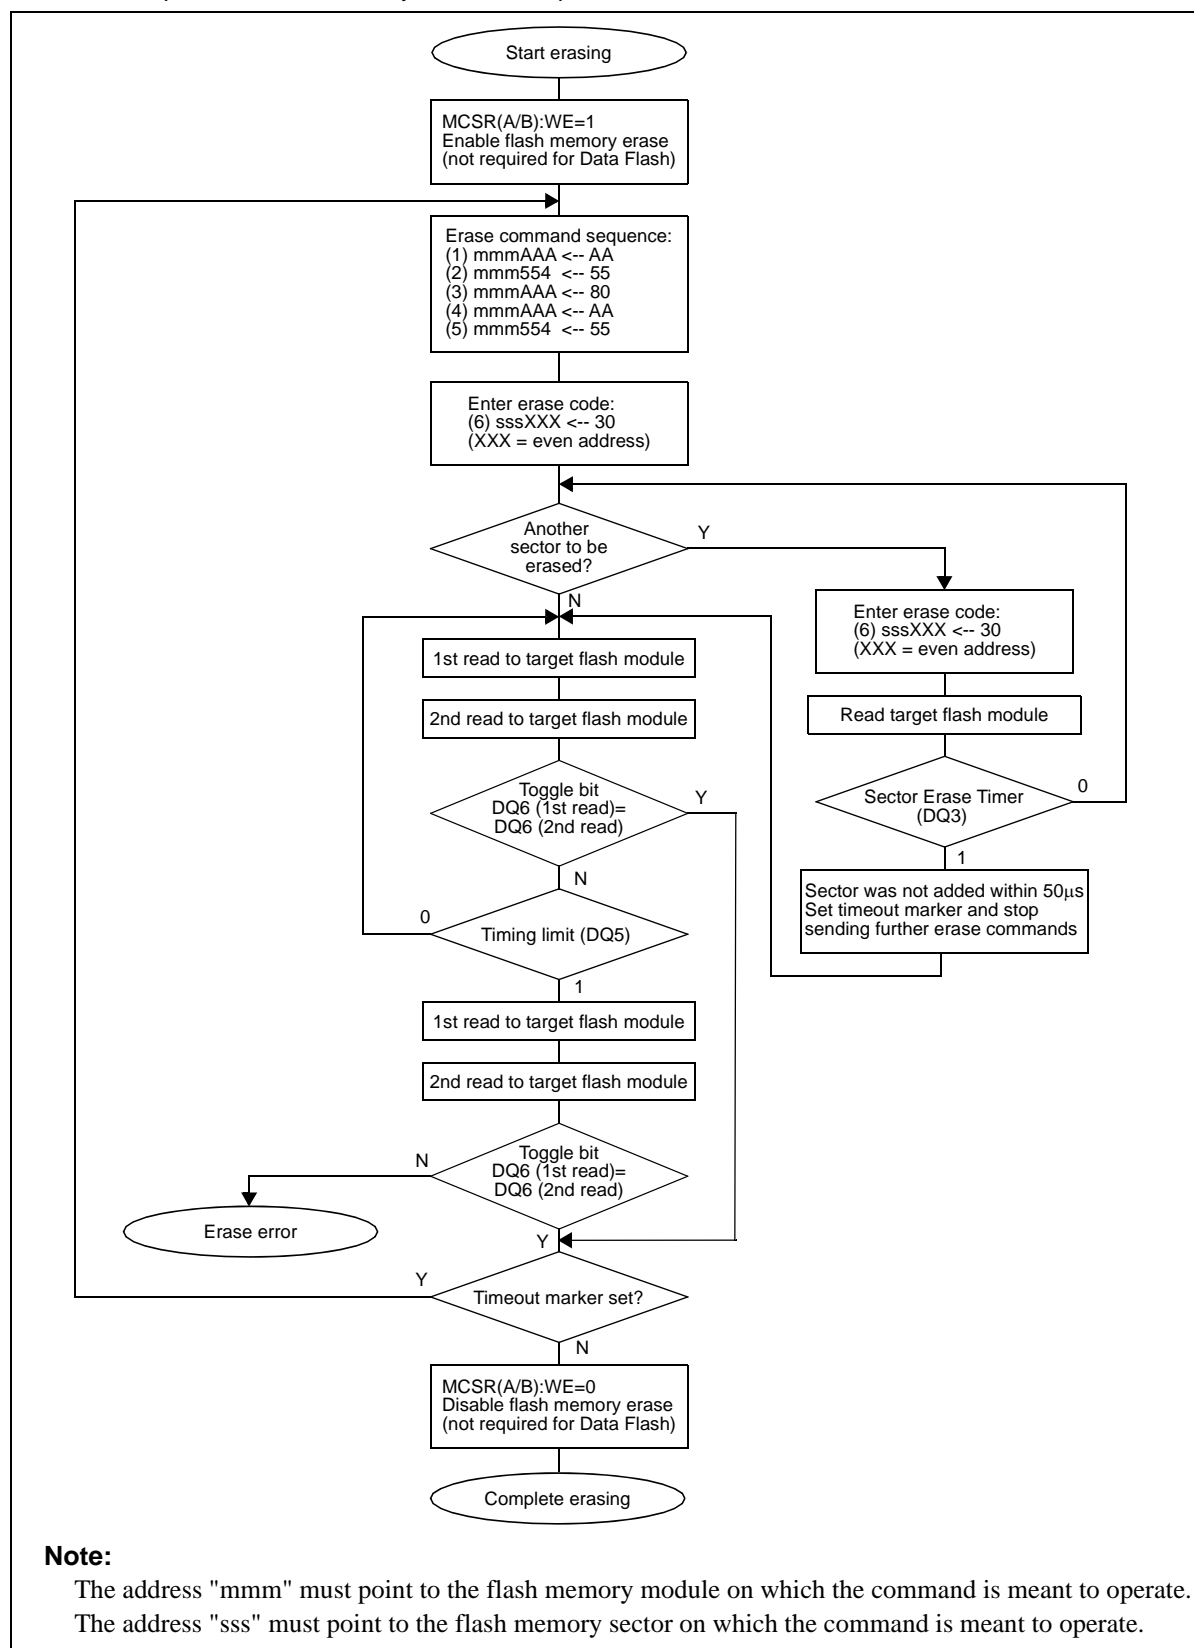 Start erasing
MCSR(A/B):WE=1
Enable flash memory erase
(not required for Data Flash)
Erase command sequence:
(1) mmmAAA <-- AA
(2) mmm554 <-- 55
(3) mmmAAA <-- 80
(4) mmmAAA <-- AA
(5) mmm554 <-- 55
Enter erase code:
(6) sssXXX <-- 30
(XXX = even address)
Another
sector to be
erased?
Y
N
Enter erase code:
(6) sssXXX <-- 30
(XXX = even address)
Read target flash module
Sector Erase Timer
(DQ3)
0
1
Sector was not added within 50μs
Set timeout marker and stop
sending further erase commands
1st read to target flash module
2nd read to target flash module
Toggle bit
DQ6 (1st read)=
DQ6 (2nd read)
Y
N
Timing limit (DQ5)
0
1
1st read to target flash module
2nd read to target flash module
Toggle bit
DQ6 (1st read)=
DQ6 (2nd read)
N
Erase error
Y
Timeout marker set?
Y
N
MCSR(A/B):WE=0
Disable flash memory erase
(not required for Data Flash)
Complete erasing
Note:
The address "mmm" must point to the flash memory module on which the command is meant to operate.
The address "sss" must point to the flash memory sector on which the command is meant to operate.